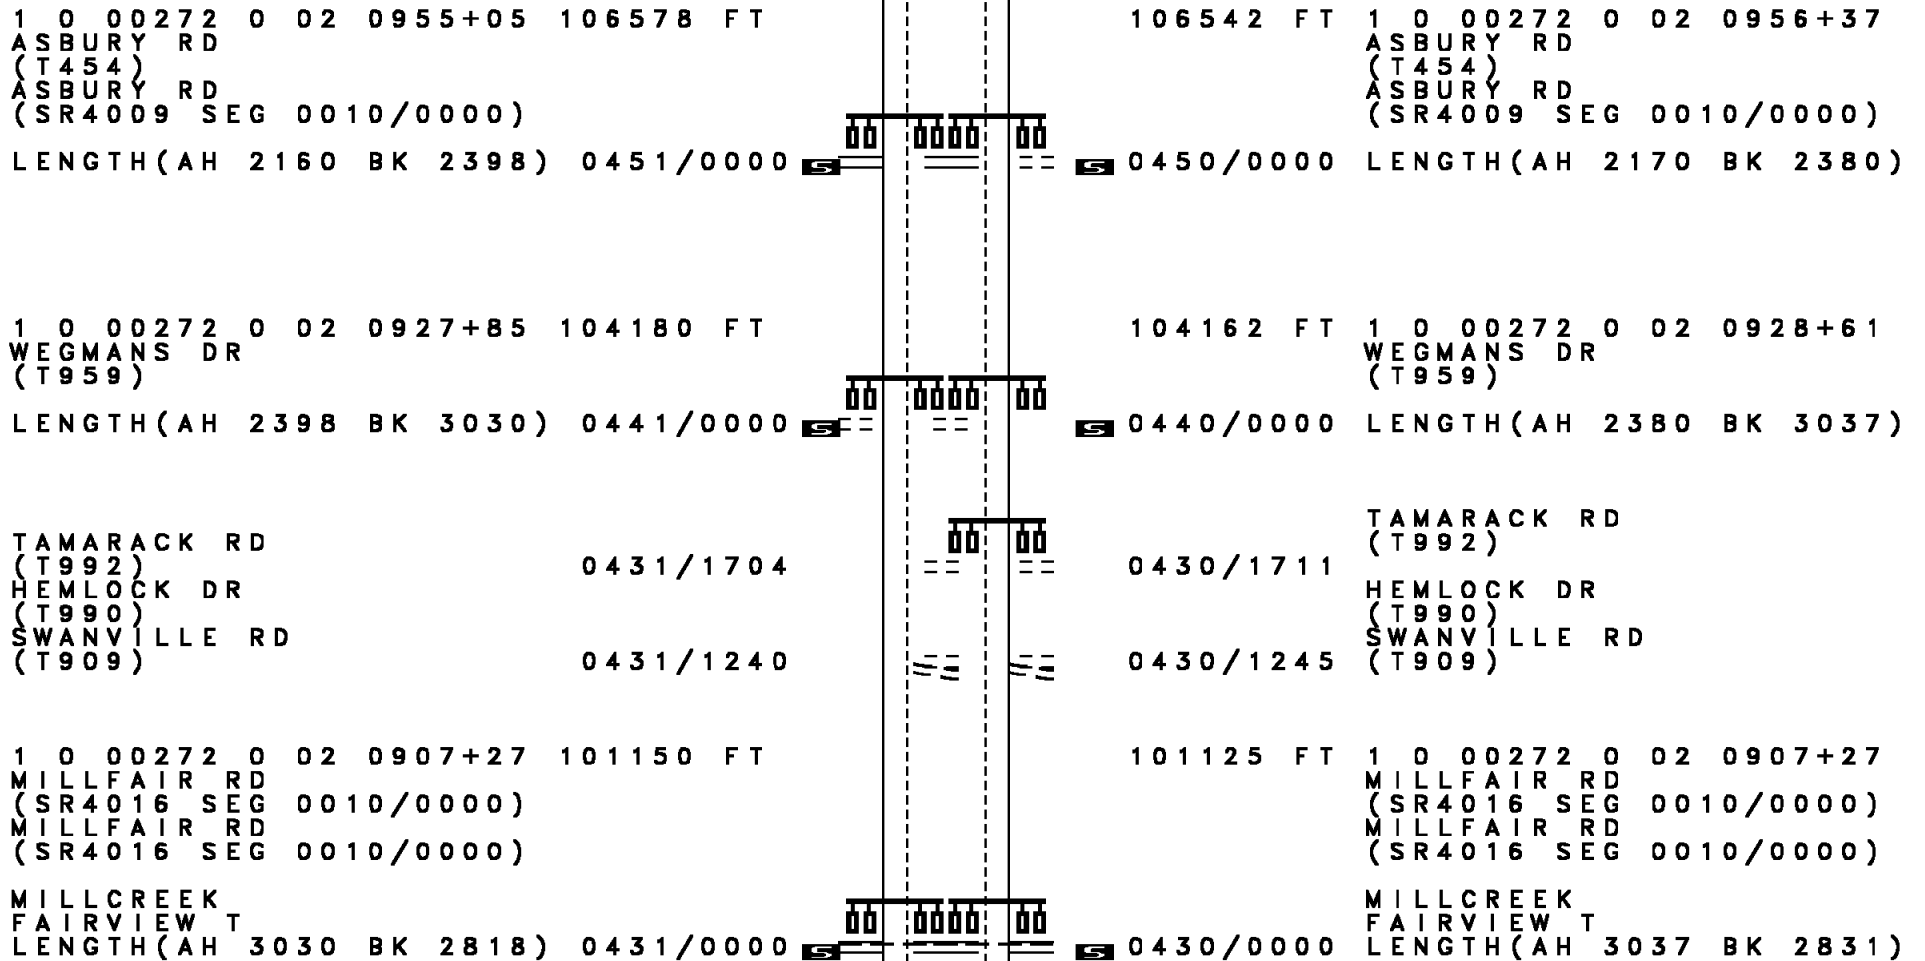 1 0 00272 0 02 0955+05 106578 FT 106542 FT 1 0 00272 0 02 0956+37
ASBURY RD ASBURY RD
(T454) (T454)
ASBURY RD ASBURY RD
(SR4009 SEG 0010/0000) (SR4009 SEG 0010/0000)
LENGTH(AH 2160 BK 2398) 0451/0000 S S 0450/0000 LENGTH(AH 2170 BK 2380)
1 0 00272 0 02 0927+85 104180 FT 104162 FT 1 0 00272 0 02 0928+61
WEGMANS DR WEGMANS DR
(T959) (T959)
LENGTH(AH 2398 BK 3030) 0441/0000 S S 0440/0000 LENGTH(AH 2380 BK 3037)
TAMARACK RD TAMARACK RD
(T992) 0431/1704 0430/1711 (T992)
HEMLOCK DR HEMLOCK DR
(T990) (T990)
SWANVILLE RD SWANVILLE RD
(T909) 0431/1240 0430/1245 (T909)
1 0 00272 0 02 0907+27 101150 FT 101125 FT 1 0 00272 0 02 0907+27
MILLFAIR RD MILLFAIR RD
(SR4016 SEG 0010/0000) (SR4016 SEG 0010/0000)
MILLFAIR RD MILLFAIR RD
(SR4016 SEG 0010/0000) (SR4016 SEG 0010/0000)
MILLCREEK MILLCREEK
FAIRVIEW T FAIRVIEW T
LENGTH(AH 3030 BK 2818) 0431/0000 S S 0430/0000 LENGTH(AH 3037 BK 2831)